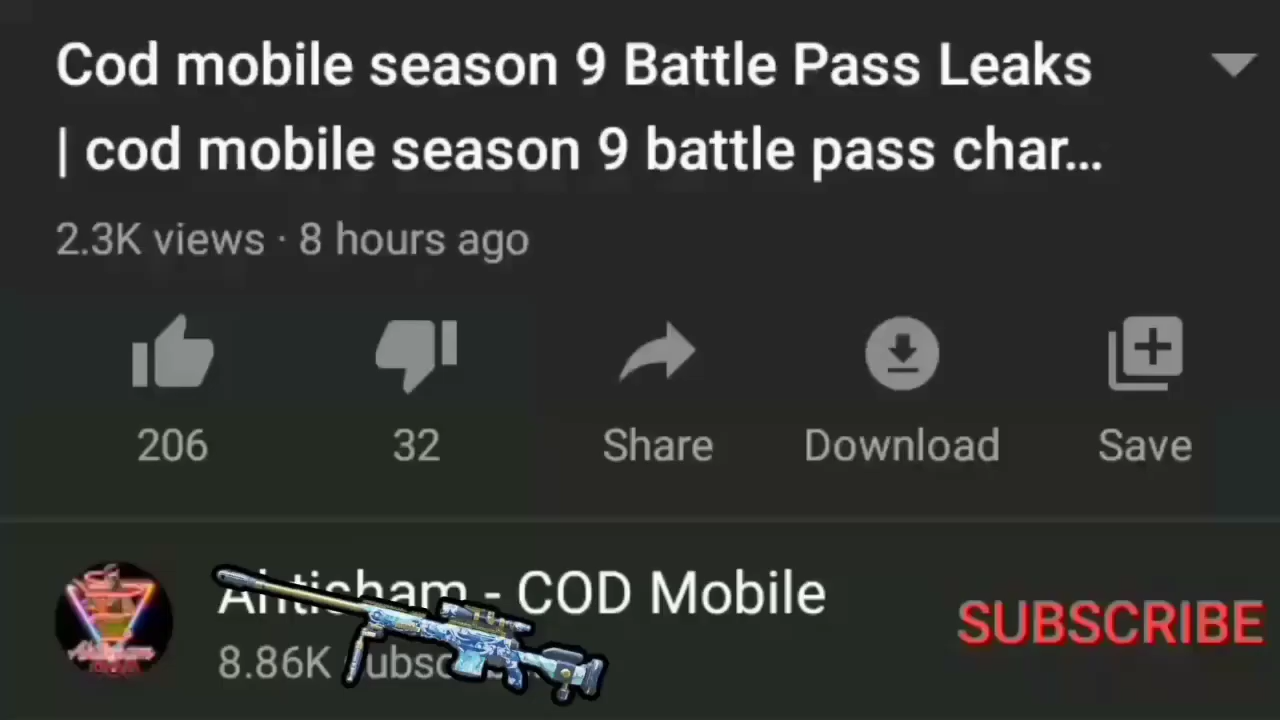 Cod mobile season 9 Battle Pass Leaks
| cod mobile season 9 battle pass char...
2.3K views · 8 hours ago
206
32
Share
Download
Save
Ahtisham - COD Mobile
8.86K
SUBSCRIBE